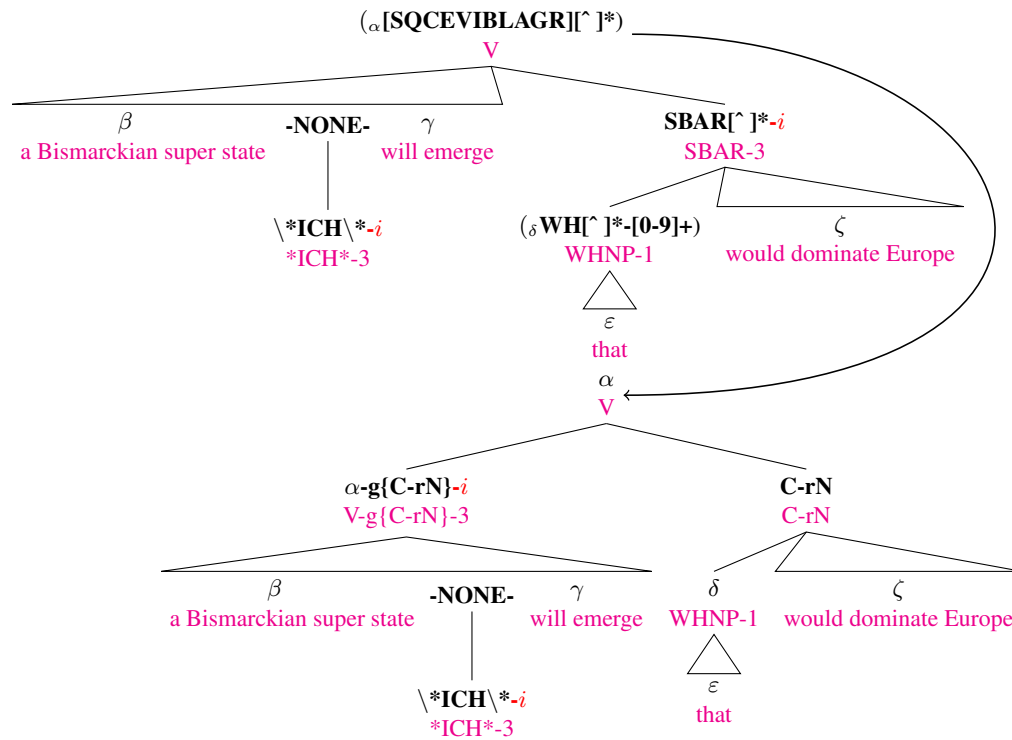 (α[SQCEVIBLAGR][ˆ ]*)
V
β -NONE- γ SBAR[ˆ ]*-i
a Bismarckian super state will emerge SBAR-3
\*ICH\*-i (δWH[ˆ ]*-[0-9]+) ζ
*ICH*-3 WHNP-1 would dominate Europe
ε
that
α
V
α-g{C-rN}-i C-rN
V-g{C-rN}-3 C-rN
β -NONE- γ δ ζ
a Bismarckian super state will emerge WHNP-1 would dominate Europe
\*ICH\*-i ε
*ICH*-3 that